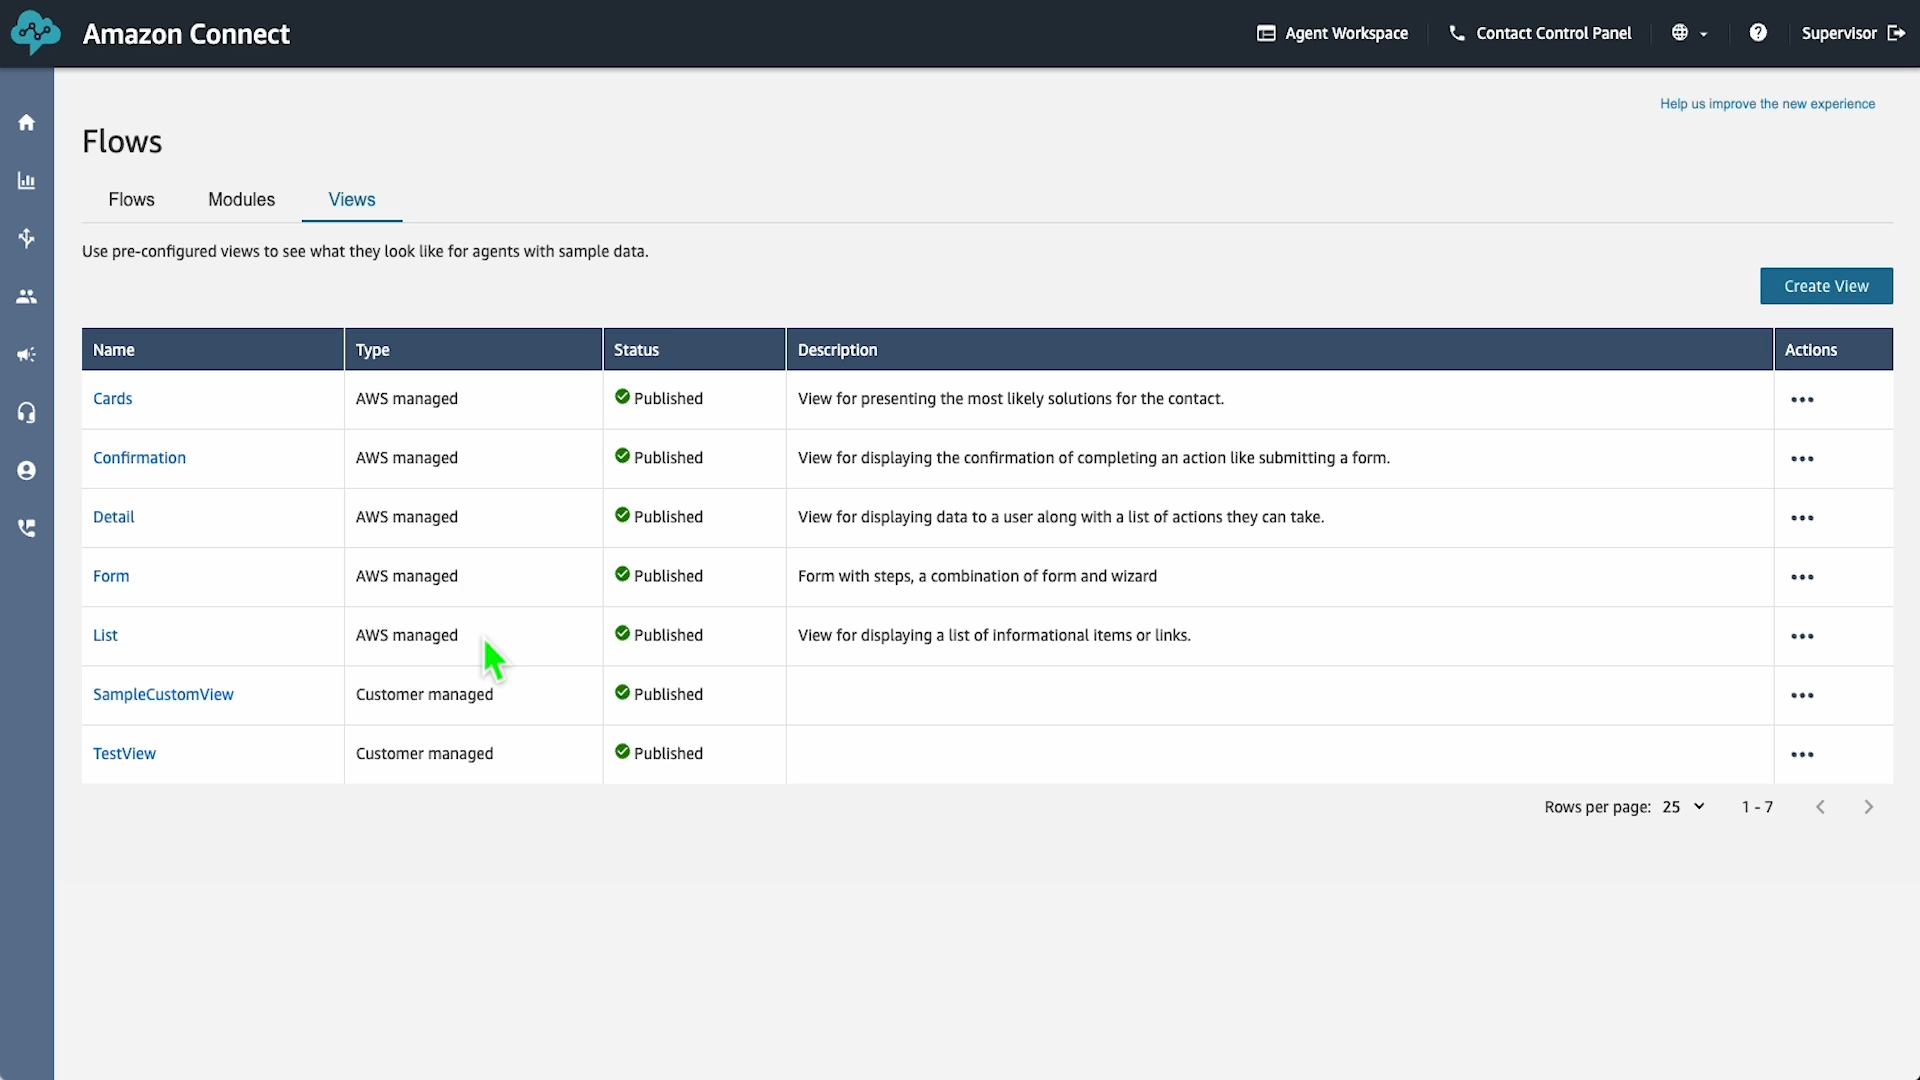 Amazon Connect
Agent Workspace
Contact Control Panel
Supervisor
Help us improve the new experience
Flows
Flows Modules Views
Use pre-configured views to see what they look like for agents with sample data.
Create View
Name Type Status Description Actions
Cards AWS managed Published View for presenting the most likely solutions for the contact.
Confirmation AWS managed Published View for displaying the confirmation of completing an action like submitting a form.
Detail AWS managed Published View for displaying data to a user along with a list of actions they can take.
Form AWS managed Published Form with steps, a combination of form and wizard
List AWS managed Published View for displaying a list of informational items or links.
SampleCustomView Customer managed Published
TestView Customer managed Published
Rows per page: 25 1 - 7